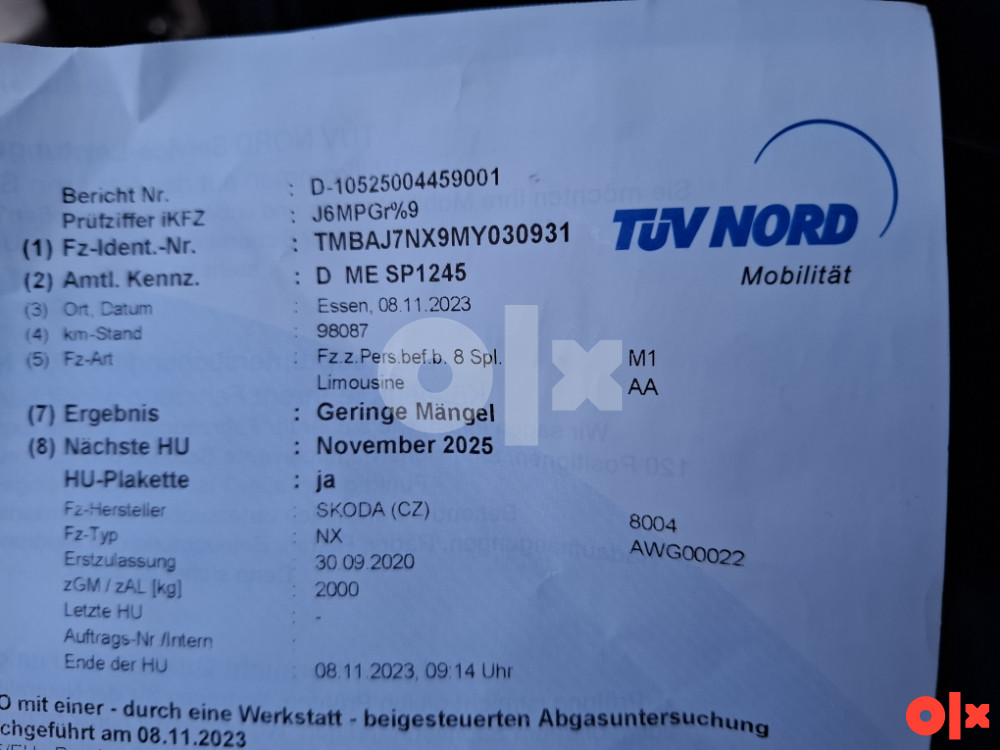 Bericht Nr. : D-10525004459001
Prüfziffer iKFZ : J6MPGr%9
(1) Fz-Ident.-Nr. : TMBAJ7NX9MY030931
(2) Amtl. Kennz. : D ME SP1245
(3) Ort, Datum : Essen, 08.11.2023
(4) km-Stand : 98087
(5) Fz-Art : Fz.z.Pers.bef.b. 8 Spl. M1
Limousine AA
(7) Ergebnis : Geringe Mängel
(8) Nächste HU : November 2025
HU-Plakette : ja
Fz-Hersteller : SKODA (CZ) 8004
Fz-Typ : NX AWG00022
Erstzulassung : 30.09.2020
zGM / zAL [kg] : 2000
Letzte HU : -
Auftrags-Nr./Intern :
Ende der HU : 08.11.2023, 09:14 Uhr
O mit einer - durch eine Werkstatt - beigesteuerten Abgasuntersuchung
chgeführt am 08.11.2023
TÜV NORD
Mobilität
olx
olx